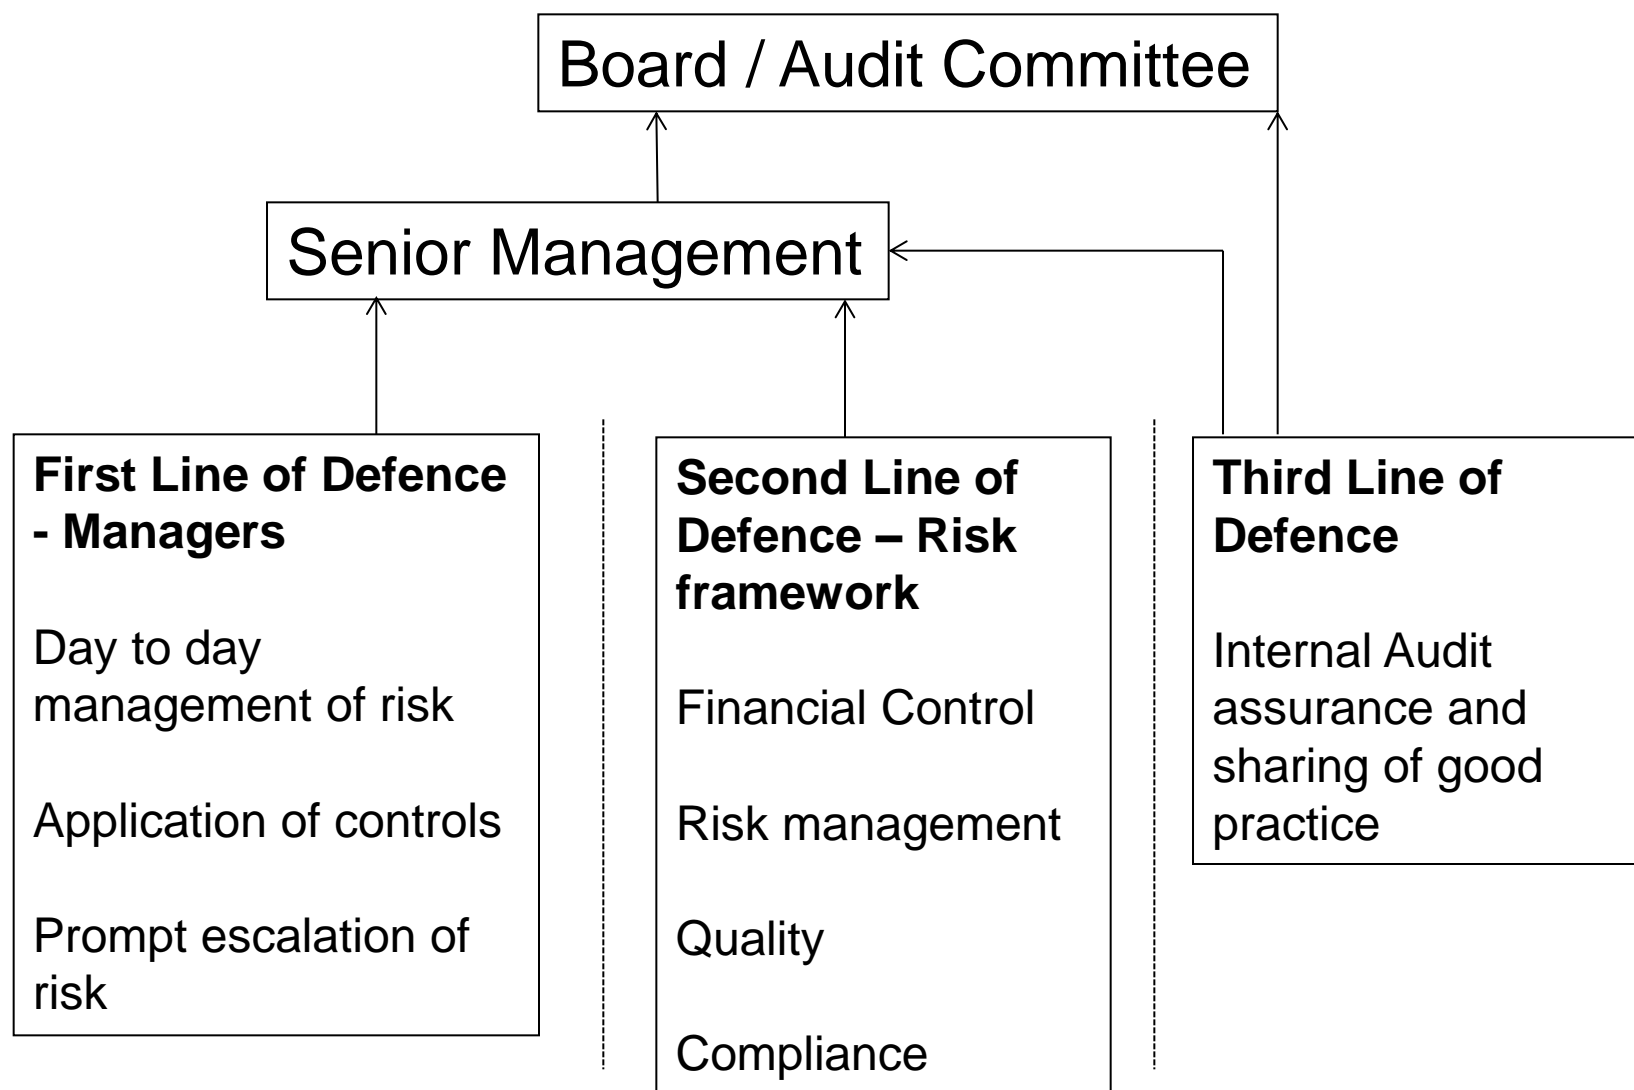 Board / Audit Committee
Senior Management
First Line of Defence
- Managers
Day to day
management of risk
Application of controls
Prompt escalation of
risk
Second Line of
Defence – Risk
framework
Financial Control
Risk management
Quality
Compliance
Third Line of
Defence
Internal Audit
assurance and
sharing of good
practice